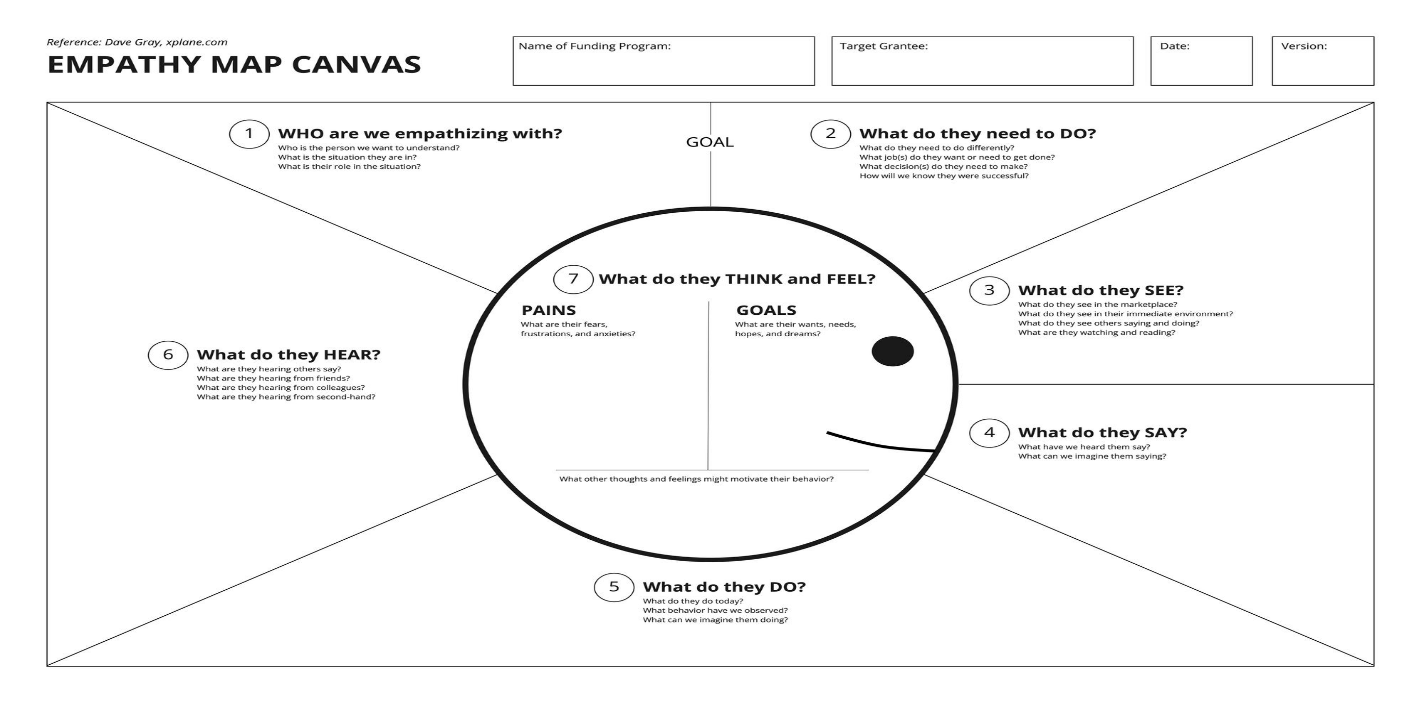 Reference: Dave Gray, xplane.com
EMPATHY MAP CANVAS
Name of Funding Program:
Target Grantee:
Date:
Version:
1 WHO are we empathizing with?
Who is the person we want to understand?
What is the situation they are in?
What is their role in the situation?
GOAL
2 What do they need to DO?
What do they need to do differently?
What job(s) do they want or need to get done?
What decision(s) do they need to make?
How will we know they were successful?
3 What do they SEE?
What do they see in the marketplace?
What do they see in their immediate environment?
What do they see others saying and doing?
What are they watching and reading?
4 What do they SAY?
What have we heard them say?
What can we imagine them saying?
5 What do they DO?
What do they do today?
What behavior have we observed?
What can we imagine them doing?
6 What do they HEAR?
What are they hearing others say?
What are they hearing from friends?
What are they hearing from colleagues?
What are they hearing from second-hand?
7 What do they THINK and FEEL?
PAINS
What are their fears,
frustrations, and anxieties?
GOALS
What are their wants, needs,
hopes, and dreams?
What other thoughts and feelings might motivate their behavior?